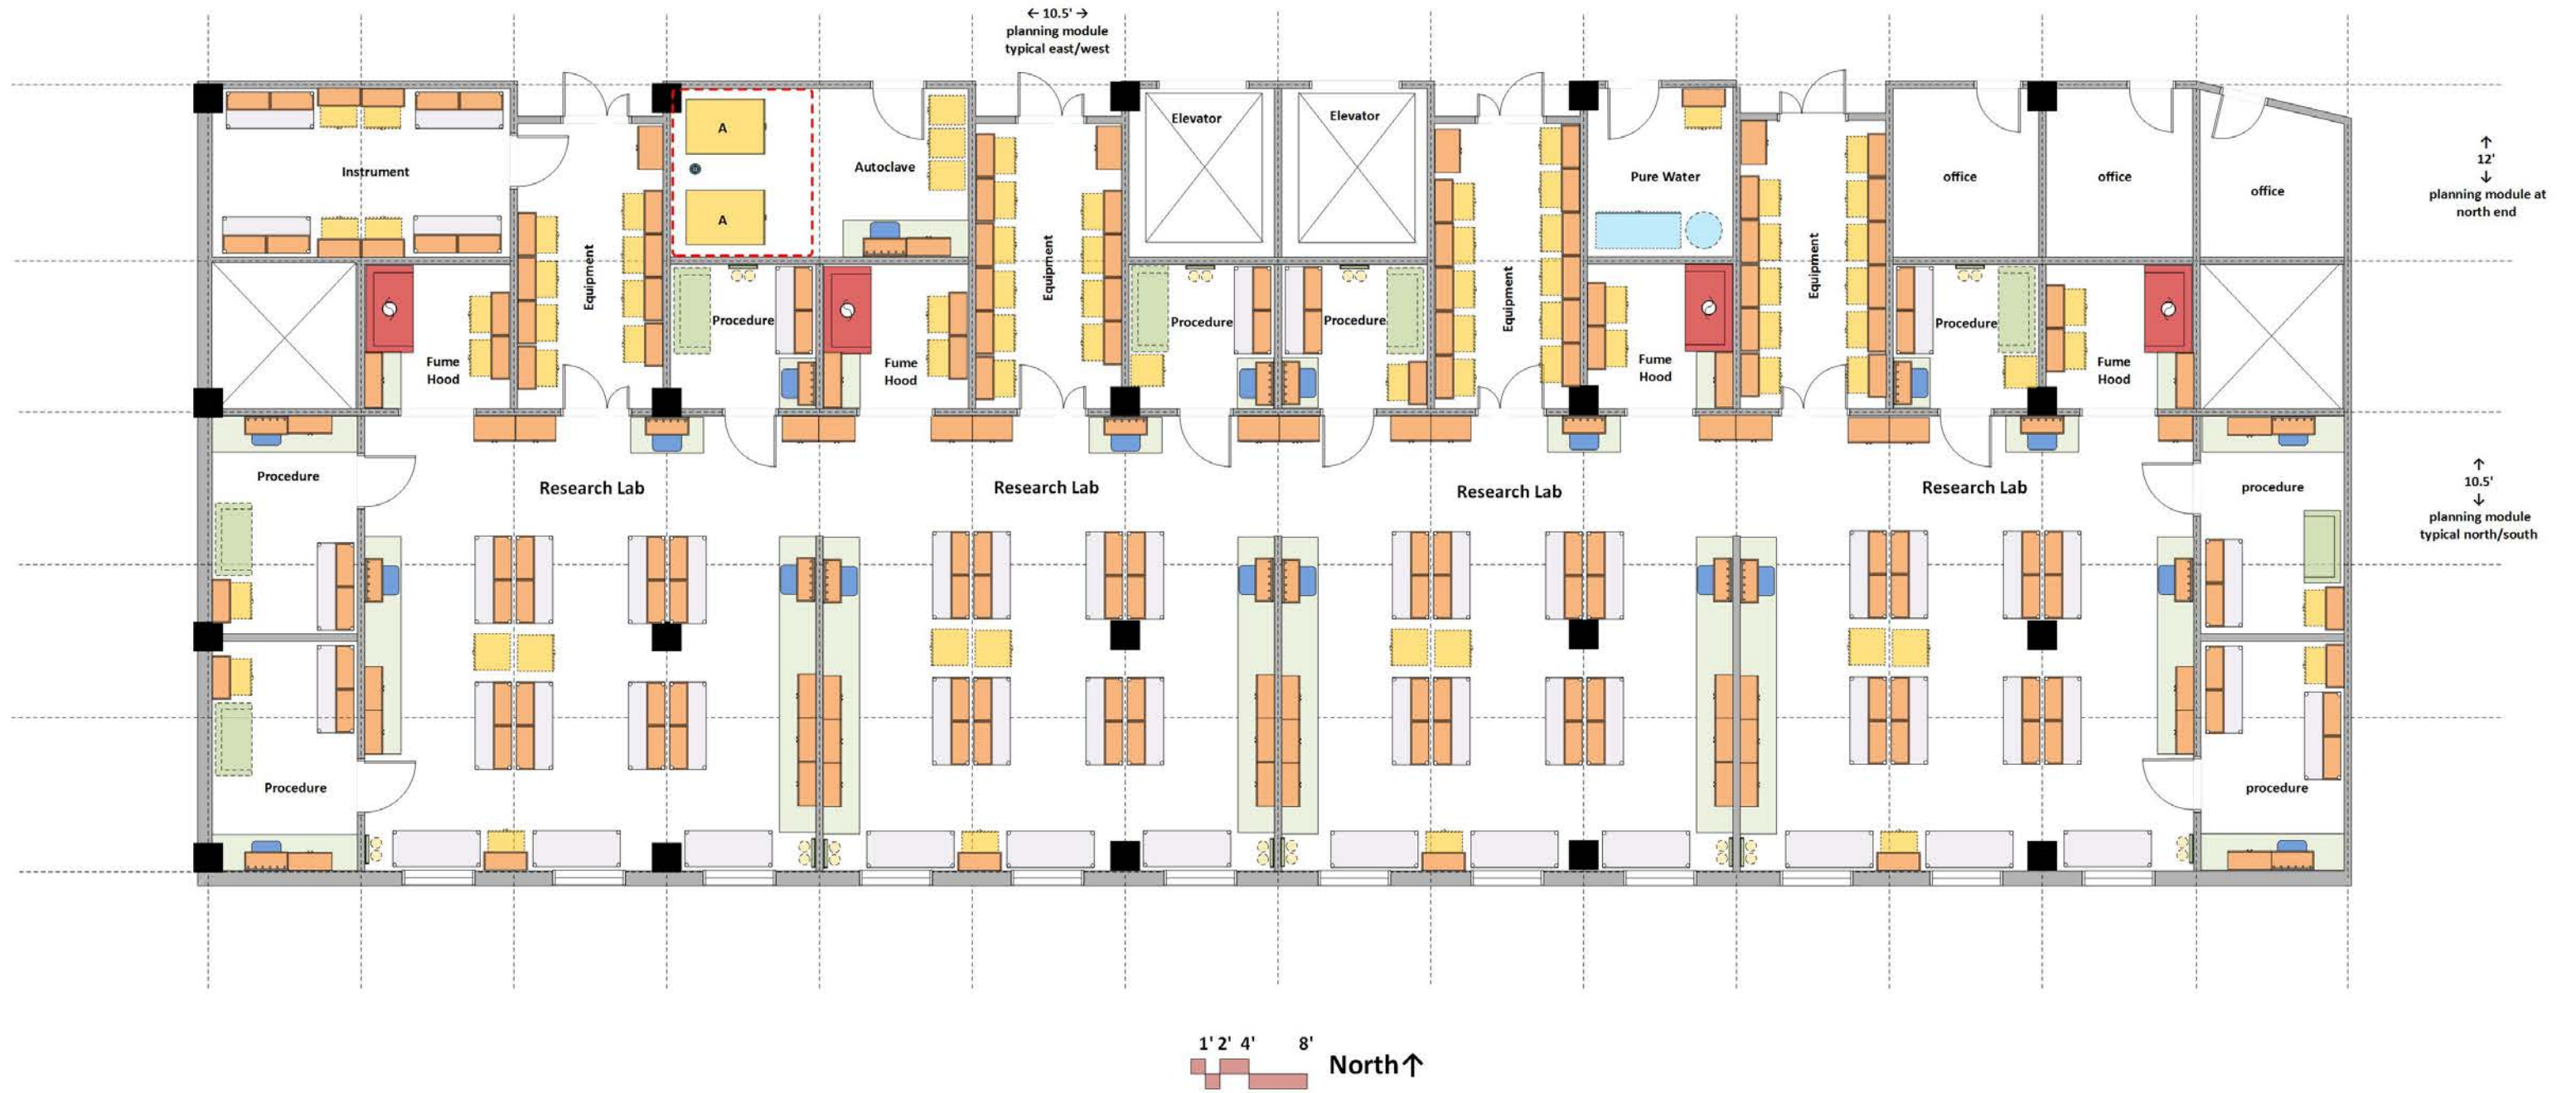 ← 10.5' →
planning module
typical east/west
Elevator
Elevator
A
Autoclave
Instrument
Pure Water
office
office
office
↑
12'
↓
planning module at
north end
A
Equipment
Equipment
Equipment
Equipment
Procedure
Procedure
Procedure
Procedure
Fume
Hood
Fume
Hood
Fume
Hood
Fume
Hood
Procedure
Research Lab
Research Lab
Research Lab
Research Lab
procedure
↑
10.5'
↓
planning module
typical north/south
Procedure
procedure
1' 2' 4' 8'
North↑